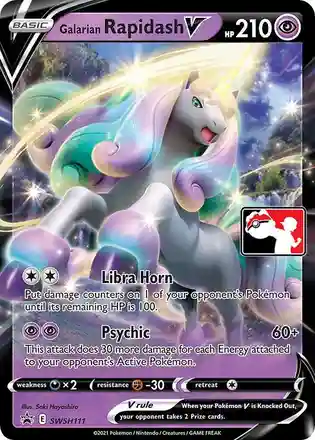 BASIC
Galarian Rapidash V HP 210
Libra Horn
Put damage counters on 1 of your opponent's Pokémon
until its remaining HP is 100.
Psychic 60+
This attack does 30 more damage for each Energy attached
to your opponent's Active Pokémon.
weakness ×2 resistance -30 retreat
Illus. Saki Hayashiro
V rule
When your Pokémon V is Knocked Out,
your opponent takes 2 Prize cards.
E SWSH111
©2021 Pokémon / Nintendo / Creatures / GAME FREAK